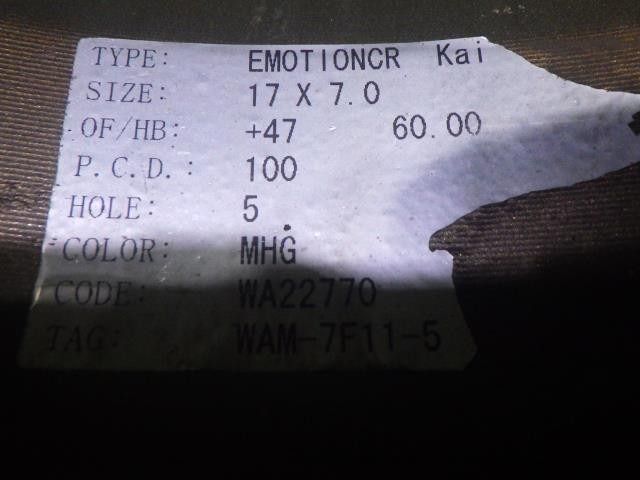 TYPE: EMOTIONCR Kai
SIZE: 17 X 7.0
OF/HB: +47 60.00
P.C.D.: 100
HOLE: 5
COLOR: MHG
CODE: WA22770
TAG: WAM-7F11-5